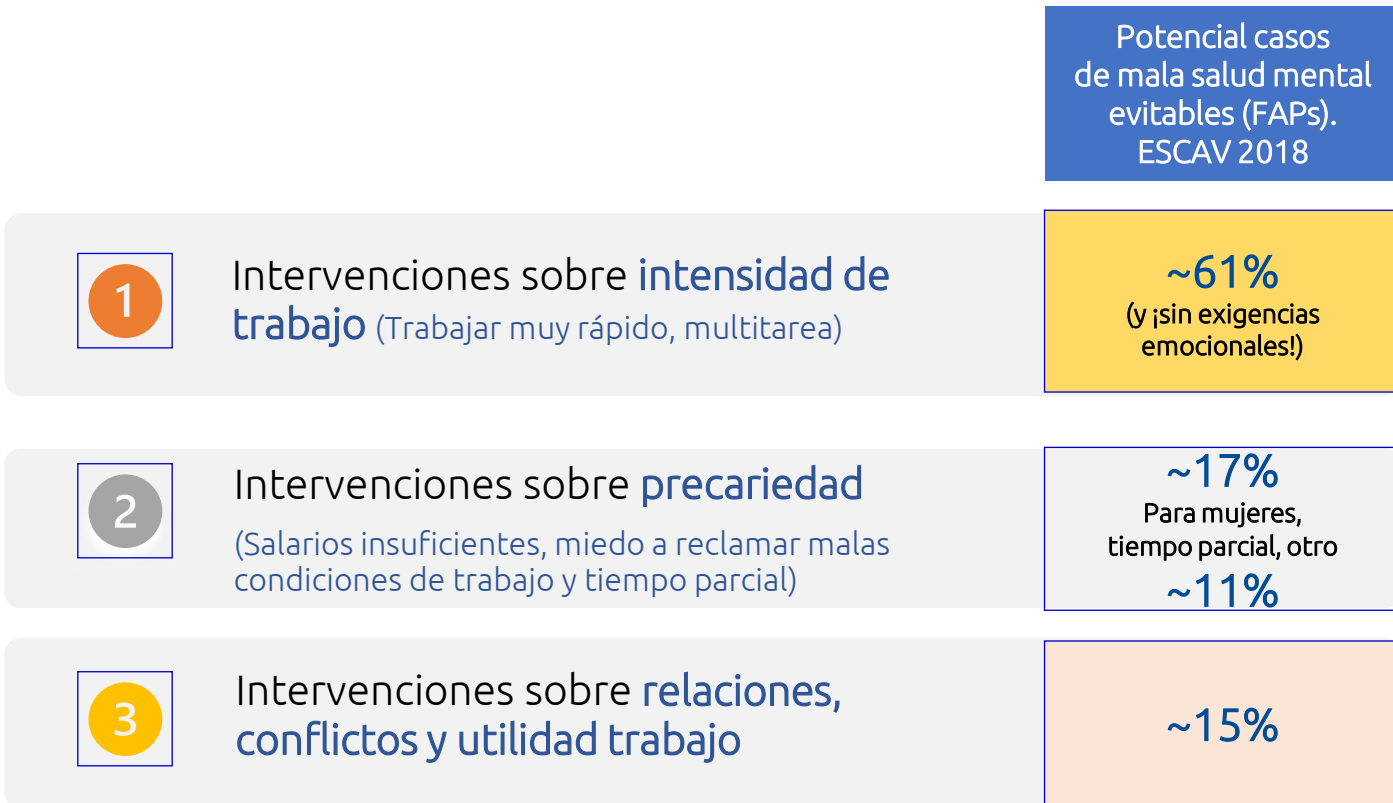 Potencial casos
de mala salud mental
evitables (FAPs).
ESCAV 2018
1
Intervenciones sobre intensidad de
trabajo (Trabajar muy rápido, multitarea)
~61%
(y ¡sin exigencias
emocionales!)
2
Intervenciones sobre precariedad
(Salarios insuficientes, miedo a reclamar malas
condiciones de trabajo y tiempo parcial)
~17%
Para mujeres,
tiempo parcial, otro
~11%
3
Intervenciones sobre relaciones,
conflictos y utilidad trabajo
~15%